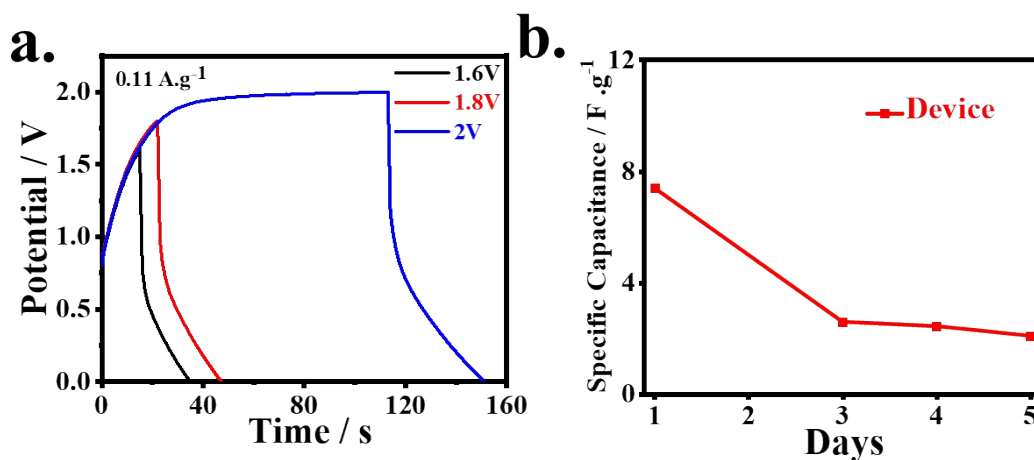 a.
0.11 A.g⁻¹
1.6V
1.8V
2V
2.0
1.5
1.0
0.5
0.0
Potential / V
0 40 80 120 160
Time / s
b.
Device
12
8
4
0
Specific Capacitance / F .g⁻¹
1 2 3 4 5
Days